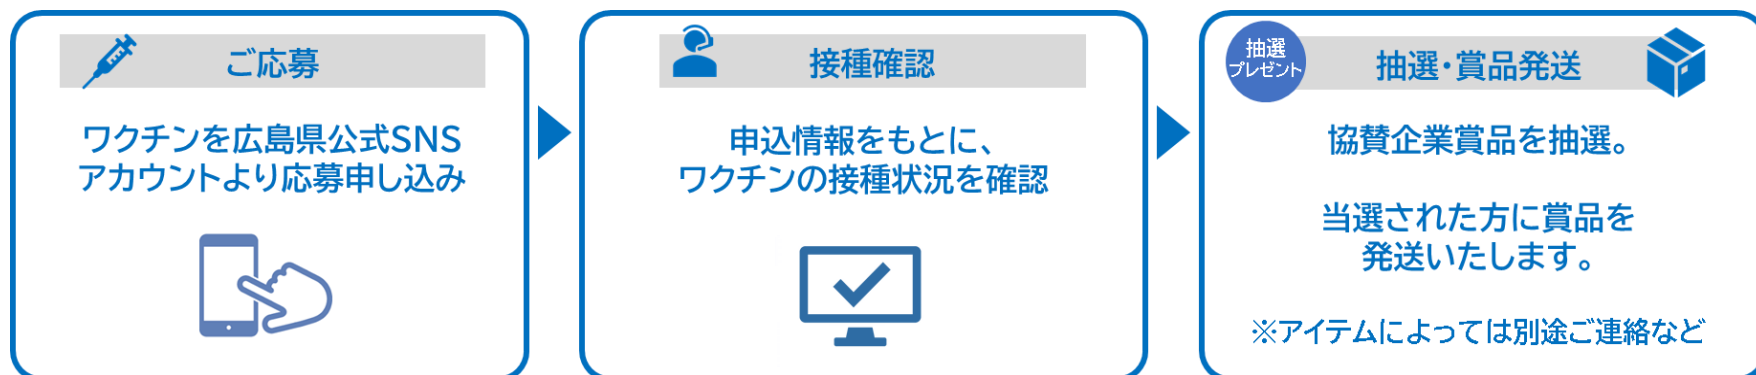 ご応募
ワクチンを広島県公式SNS
アカウントより応募申し込み
接種確認
申込情報をもとに、
ワクチンの接種状況を確認
抽選
プレゼント
抽選・賞品発送
協賛企業賞品を抽選。
当選された方に賞品を
発送いたします。
※アイテムによっては別途ご連絡など